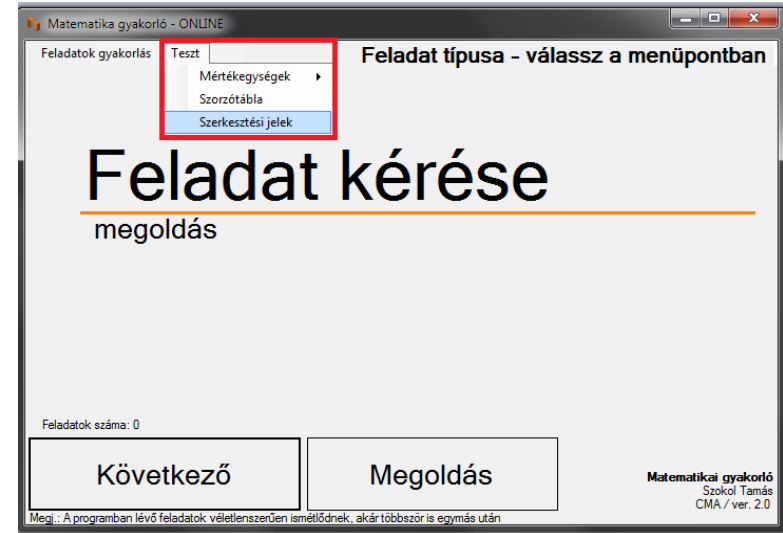 Matematika gyakorló - ONLINE
Feladatok gyakorlás Teszt
Feladat típusa - válassz a menüpontban
Mértékegységek
Szorzótábla
Szerkesztési jelek
Feladat kérése
megoldás
Feladatok száma: 0
Következő
Megoldás
Matematikai gyakorló
Szokol Tamás
CMA / ver. 2.0
Megj.: A programban lévő feladatok véletlenszerűen ismétlődnek, akár többször is egymás után